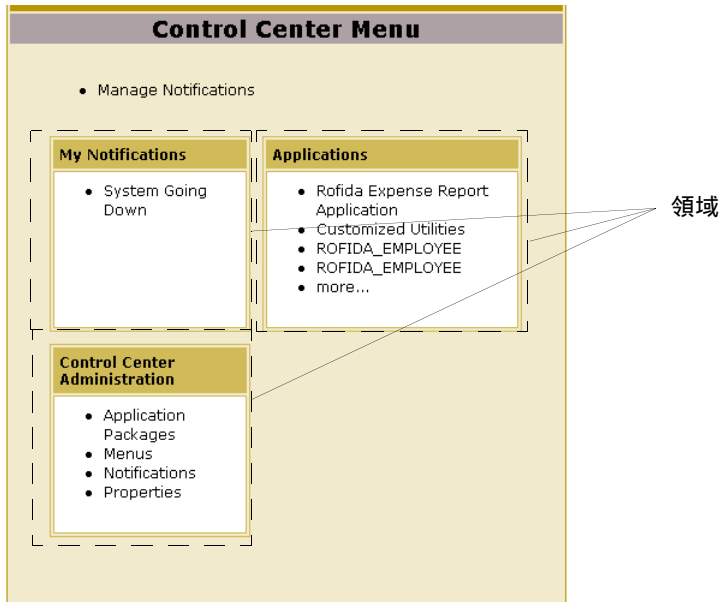 Control Center Menu
• Manage Notifications
My Notifications
• System Going
Down
Applications
• Rofida Expense Report
Application
• Customized Utilities
• ROFIDA_EMPLOYEE
• ROFIDA_EMPLOYEE
• more...
領域
Control Center
Administration
• Application
Packages
• Menus
• Notifications
• Properties